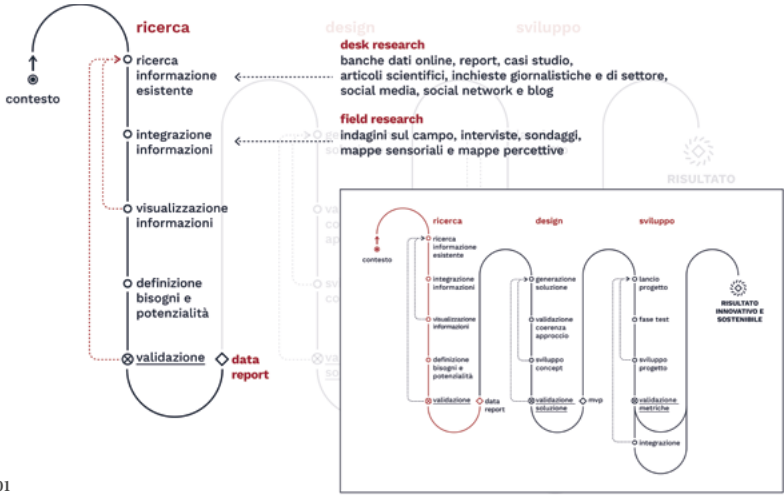 ricerca
design
sviluppo
contesto
ricerca
informazione
esistente
integrazione
informazioni
visualizzazione
informazioni
definizione
bisogni e
potenzialità
validazione
data
report
desk research
banche dati online, report, casi studio,
articoli scientifici, inchieste giornalistiche e di settore,
social media, social network e blog
field research
indagini sul campo, interviste, sondaggi,
mappe sensoriali e mappe percettive
RISULTATO
ricerca
design
sviluppo
contesto
ricerca
informazione
esistente
integrazione
informazioni
visualizzazione
informazioni
definizione
bisogni e
potenzialità
validazione
data
report
generazione
soluzione
validazione
coerenza
approccio
sviluppo
concept
validazione
soluzione
mvp
lancio
progetto
fase test
sviluppo
progetto
validazione
metriche
integrazione
RISULTATO
INNOVATIVO E
SOSTENIBILE
01